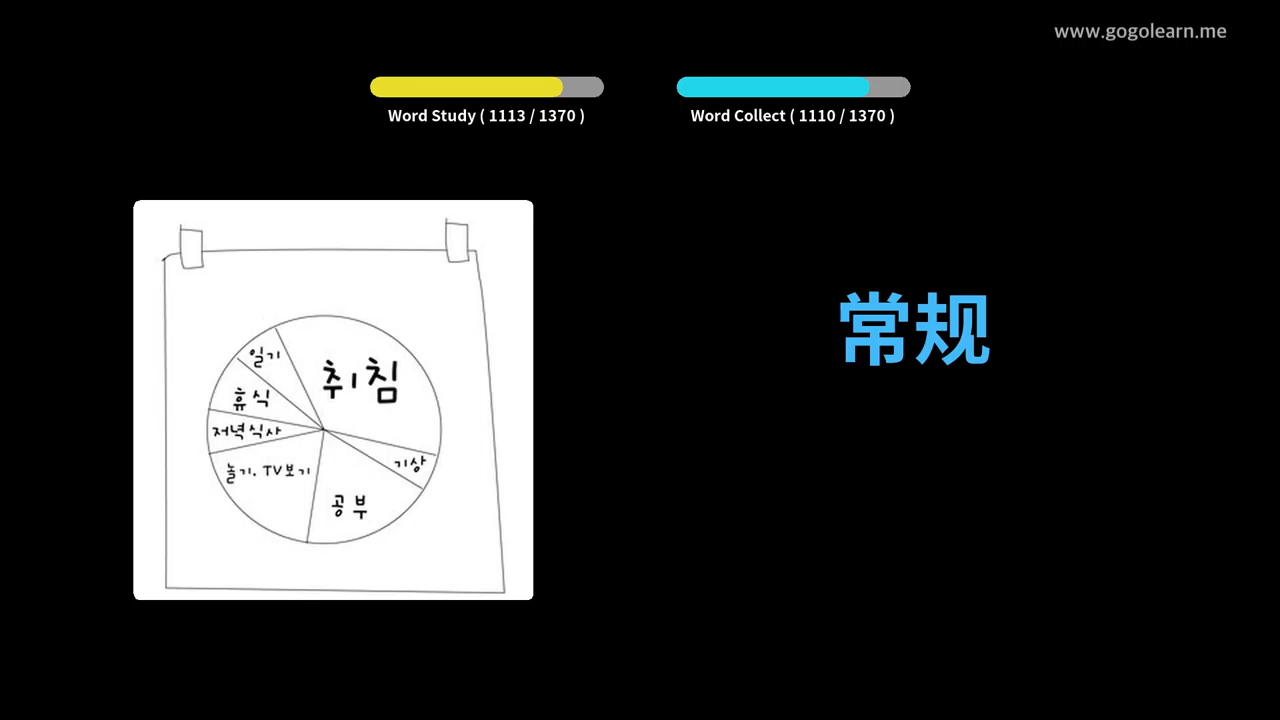 www.gogolearn.me
Word Study ( 1113 / 1370 )
Word Collect ( 1110 / 1370 )
일기
취침
휴식
저녁식사
놀기. TV보기
기상
공부
常规